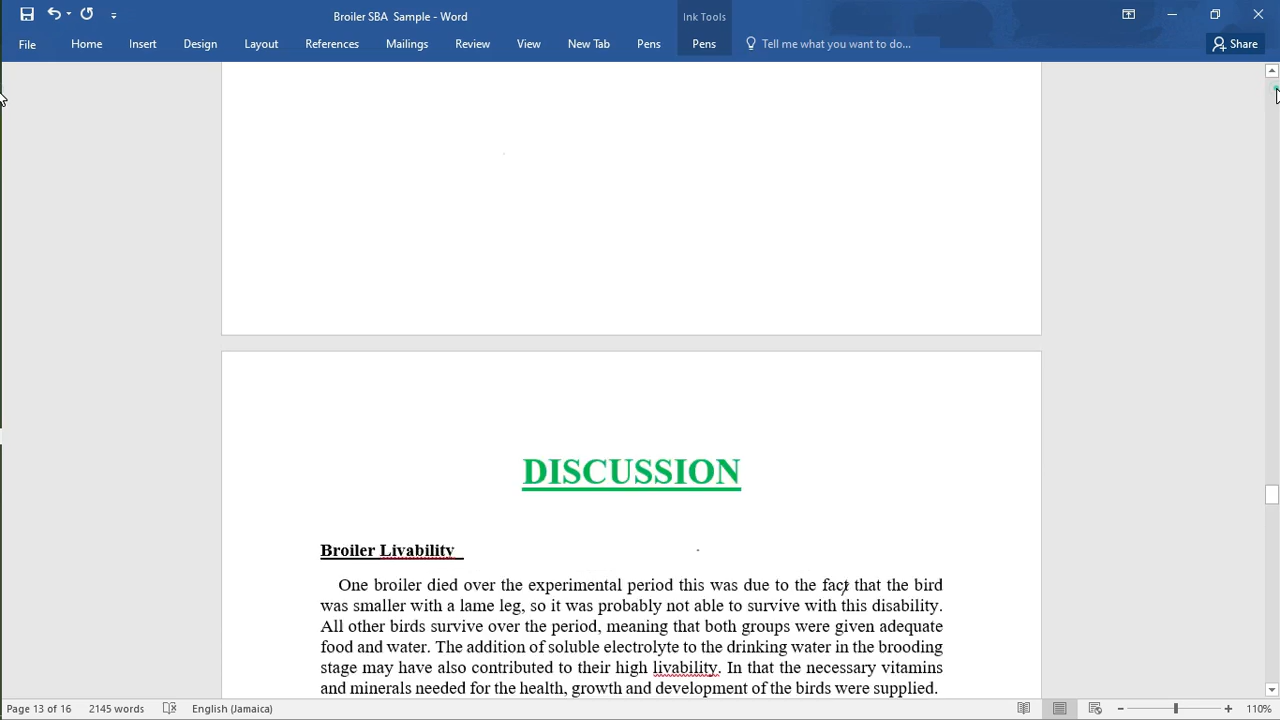 Broiler SBA Sample - Word
Ink Tools
File Home Insert Design Layout References Mailings Review View New Tab Pens Pens Tell me what you want to do... Share
DISCUSSION
Broiler Livability
One broiler died over the experimental period this was due to the fact that the bird
was smaller with a lame leg, so it was probably not able to survive with this disability.
All other birds survive over the period, meaning that both groups were given adequate
food and water. The addition of soluble electrolyte to the drinking water in the brooding
stage may have also contributed to their high livability. In that the necessary vitamins
and minerals needed for the health, growth and development of the birds were supplied.
Page 13 of 16 2145 words English (Jamaica) 110%